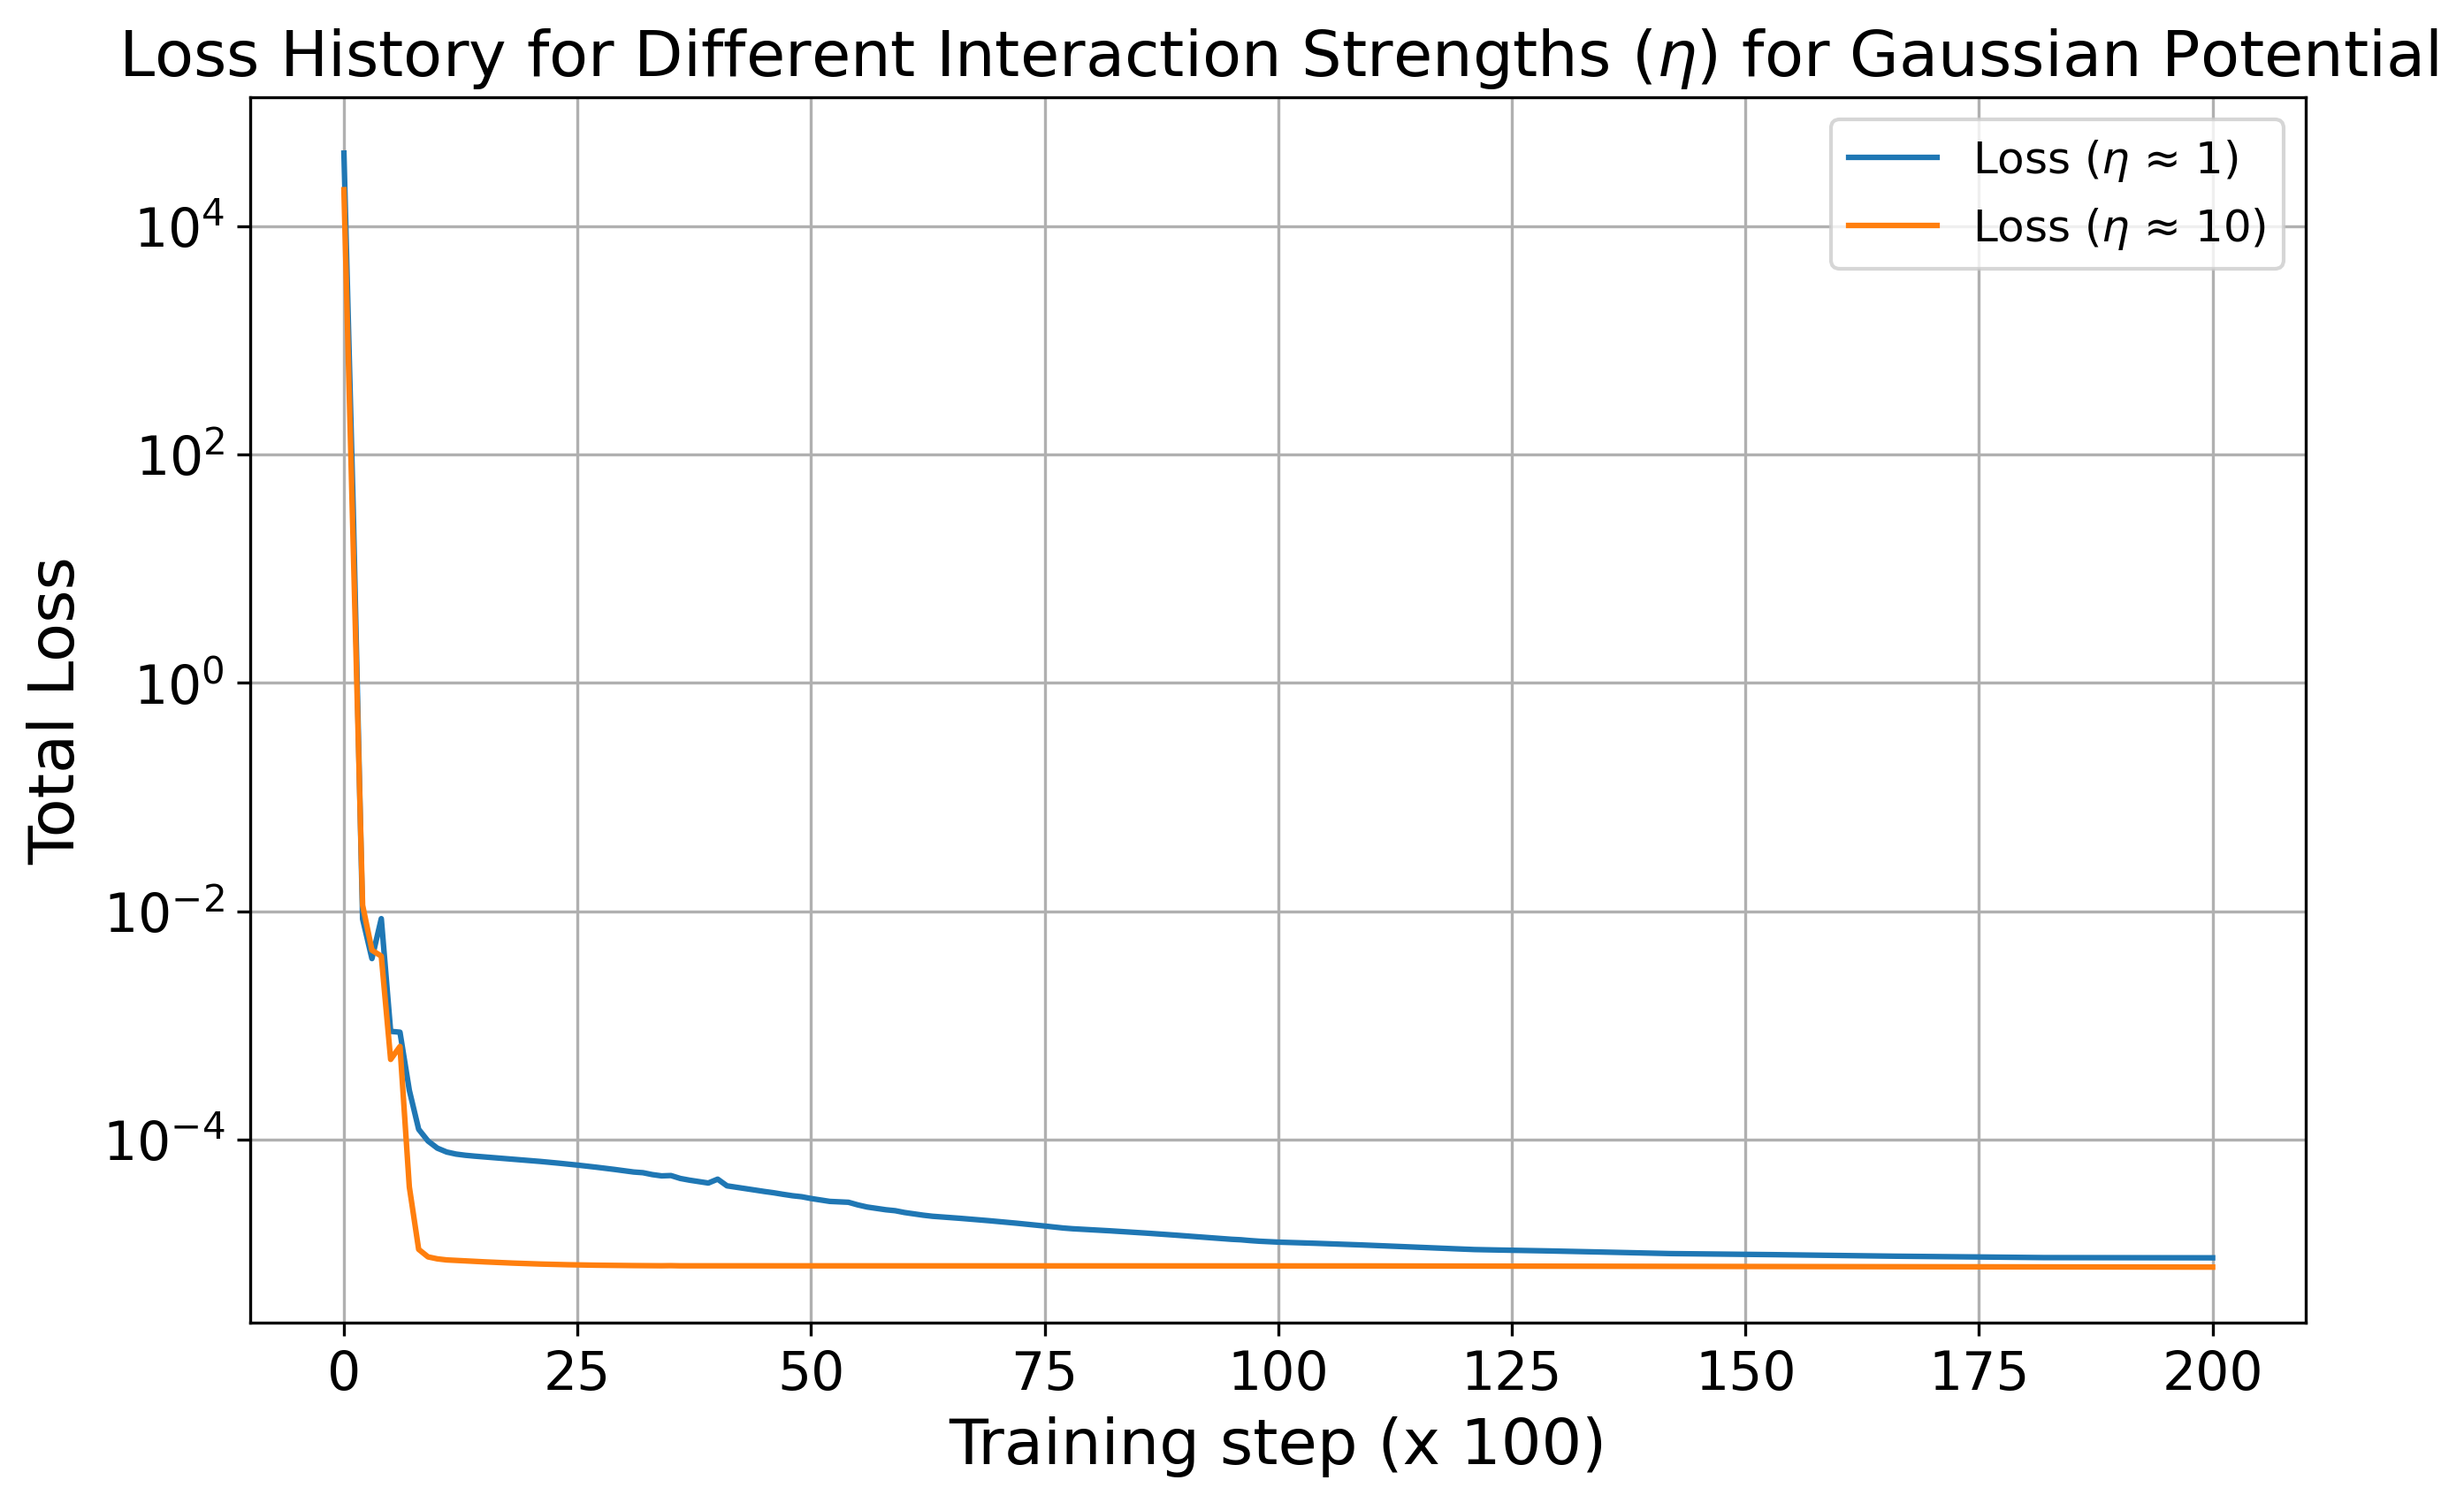 Loss History for Different Interaction Strengths (η) for Gaussian Potential
Loss (η ≈ 1)
Loss (η ≈ 10)
Total Loss
10⁴
10²
10⁰
10⁻²
10⁻⁴
0 25 50 75 100 125 150 175 200
Training step (x 100)